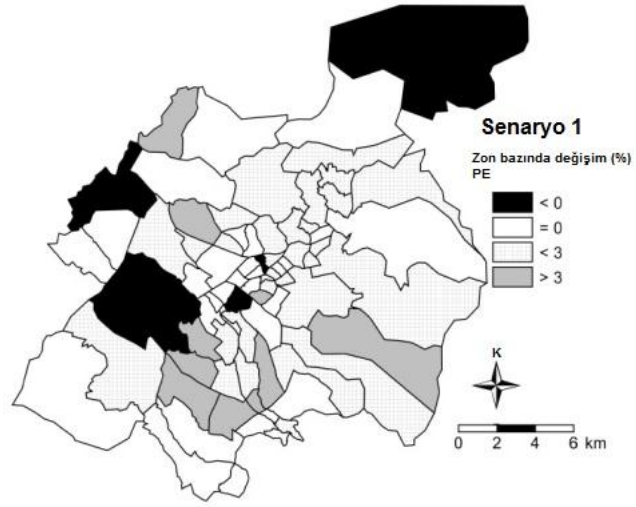 Senaryo 1
Zon bazında değişim (%)
PE
< 0
= 0
< 3
> 3
K
0 2 4 6 km